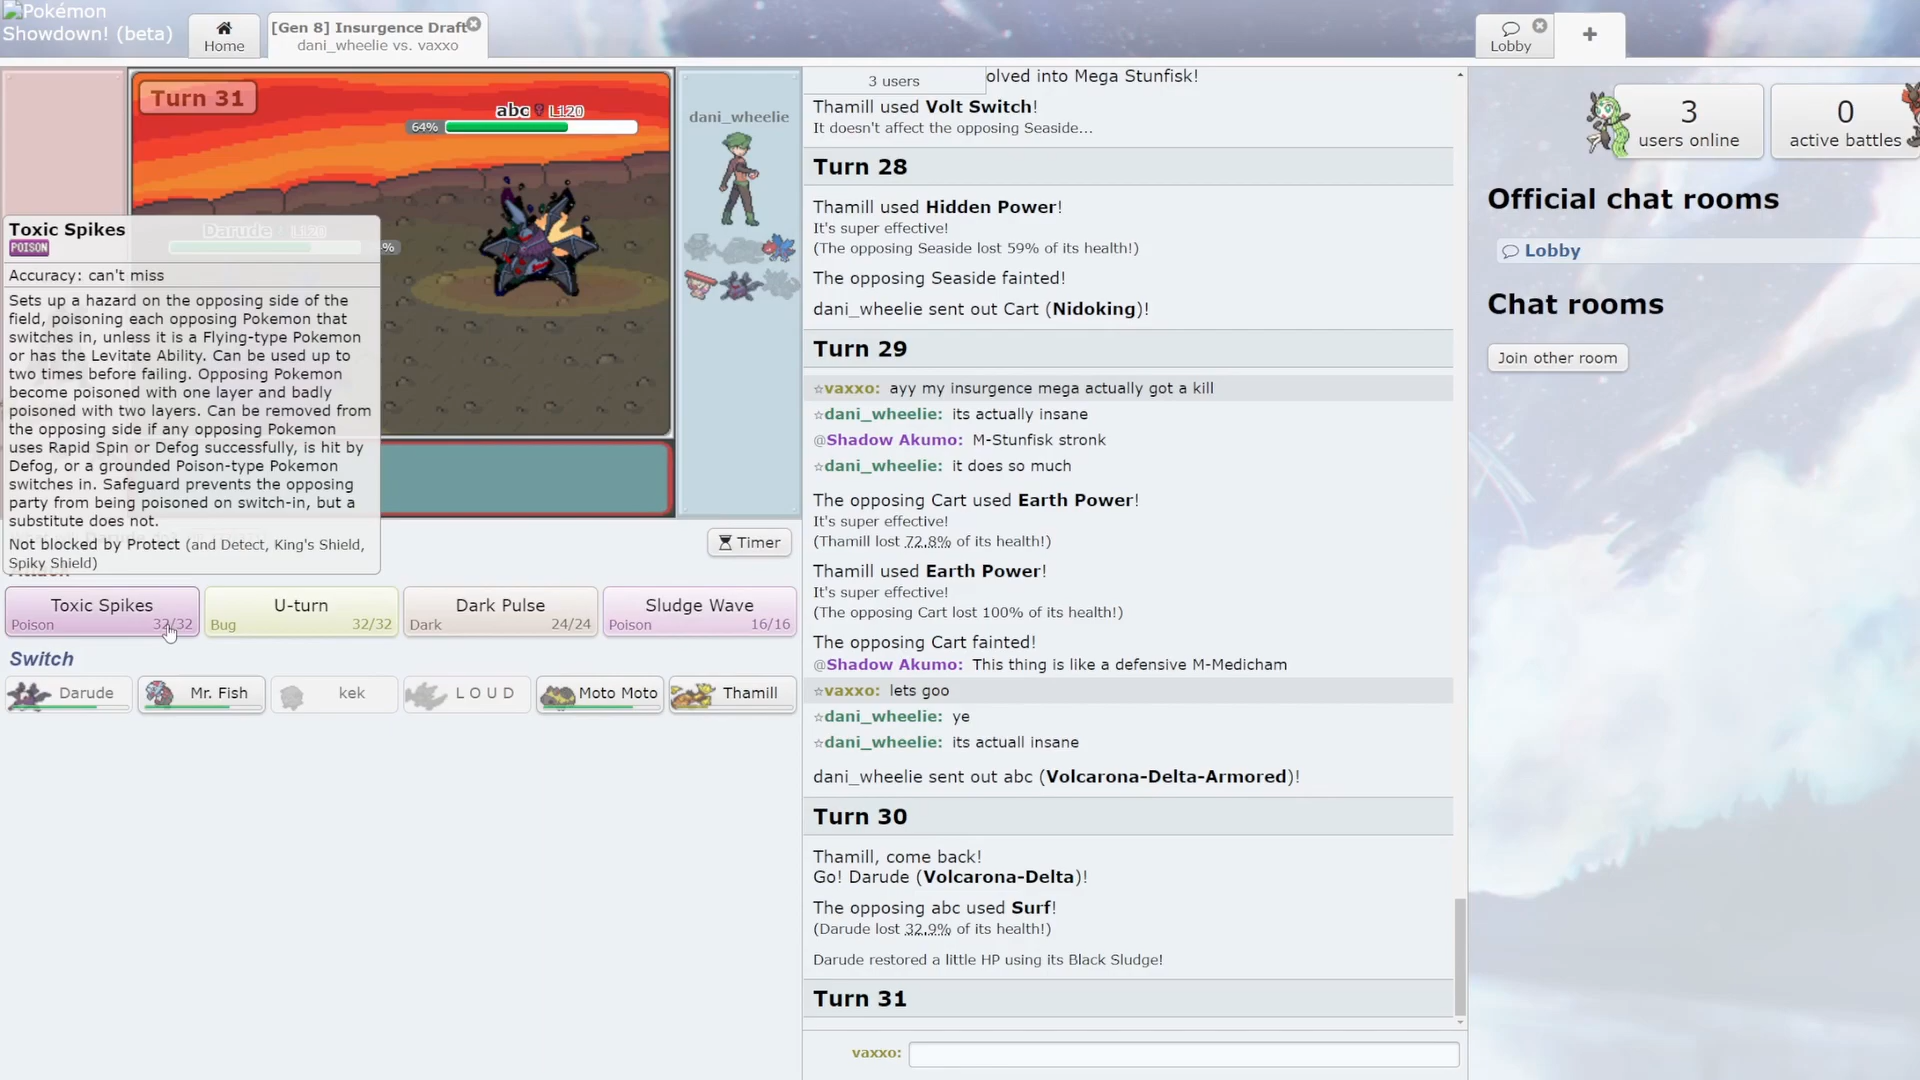 Pokémon
Showdown! (beta)
Home
[Gen 8] Insurgence Draft
dani_wheelie vs. vaxxo
Lobby
+
Turn 31
abc L120
64%
dani_wheelie
Darude L120
Toxic Spikes
POISON
Accuracy: can't miss
Sets up a hazard on the opposing side of the
field, poisoning each opposing Pokemon that
switches in, unless it is a Flying-type Pokemon
or has the Levitate Ability. Can be used up to
two times before failing. Opposing Pokemon
become poisoned with one layer and badly
poisoned with two layers. Can be removed from
the opposing side if any opposing Pokemon
uses Rapid Spin or Defog successfully, is hit by
Defog, or a grounded Poison-type Pokemon
switches in. Safeguard prevents the opposing
party from being poisoned on switch-in, but a
substitute does not.
Not blocked by Protect (and Detect, King's Shield,
Spiky Shield)
Timer
Toxic Spikes
Poison 32/32
U-turn
Bug 32/32
Dark Pulse
Dark 24/24
Sludge Wave
Poison 16/16
Switch
Darude
Mr. Fish
kek
L O U D
Moto Moto
Thamill
3 users
olved into Mega Stunfisk!
Thamill used Volt Switch!
It doesn't affect the opposing Seaside...
Turn 28
Thamill used Hidden Power!
It's super effective!
(The opposing Seaside lost 59% of its health!)
The opposing Seaside fainted!
dani_wheelie sent out Cart (Nidoking)!
Turn 29
☆vaxxo: ayy my insurgence mega actually got a kill
☆dani_wheelie: its actually insane
@Shadow Akumo: M-Stunfisk stronk
☆dani_wheelie: it does so much
The opposing Cart used Earth Power!
It's super effective!
(Thamill lost 72.8% of its health!)
Thamill used Earth Power!
It's super effective!
(The opposing Cart lost 100% of its health!)
The opposing Cart fainted!
@Shadow Akumo: This thing is like a defensive M-Medicham
☆vaxxo: lets goo
☆dani_wheelie: ye
☆dani_wheelie: its actuall insane
dani_wheelie sent out abc (Volcarona-Delta-Armored)!
Turn 30
Thamill, come back!
Go! Darude (Volcarona-Delta)!
The opposing abc used Surf!
(Darude lost 32.9% of its health!)
Darude restored a little HP using its Black Sludge!
Turn 31
vaxxo:
3
users online
0
active battles
Official chat rooms
Lobby
Chat rooms
Join other room